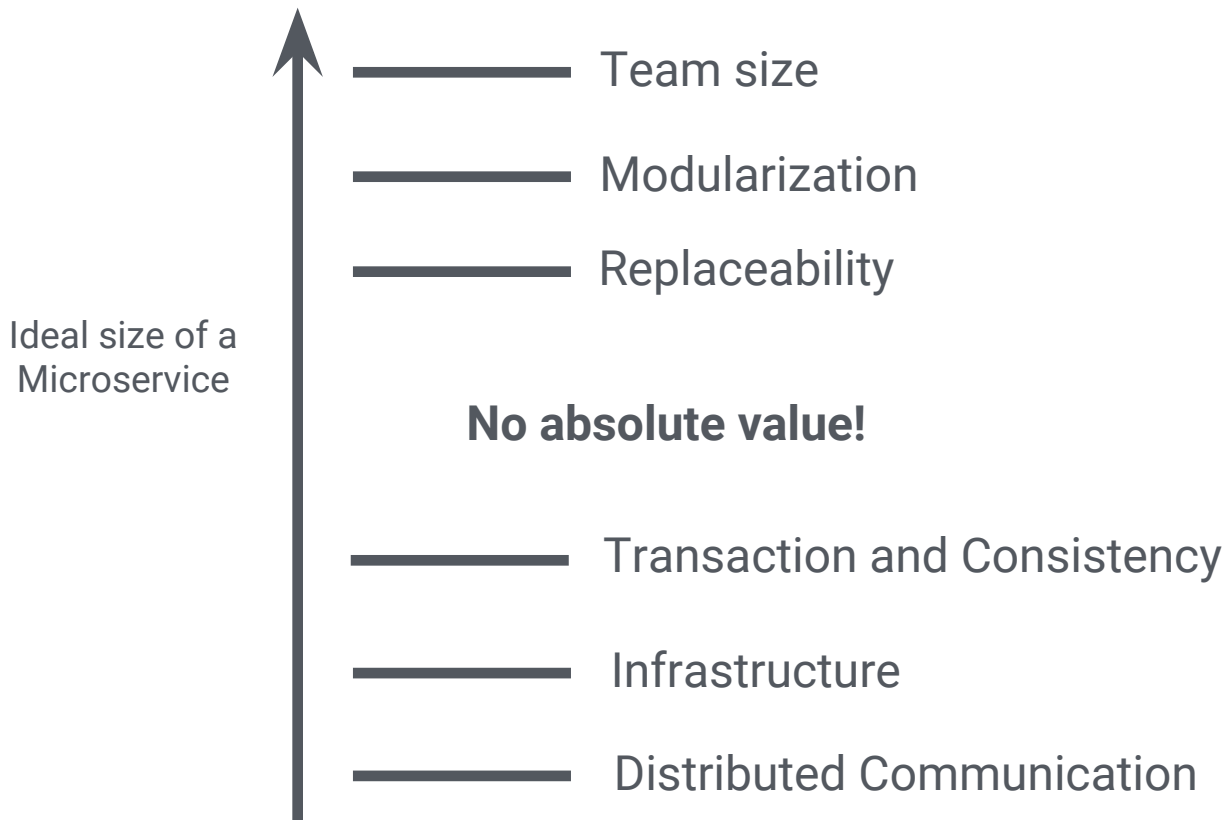 Team size
Modularization
Replaceability
Ideal size of a
Microservice
No absolute value!
Transaction and Consistency
Infrastructure
Distributed Communication